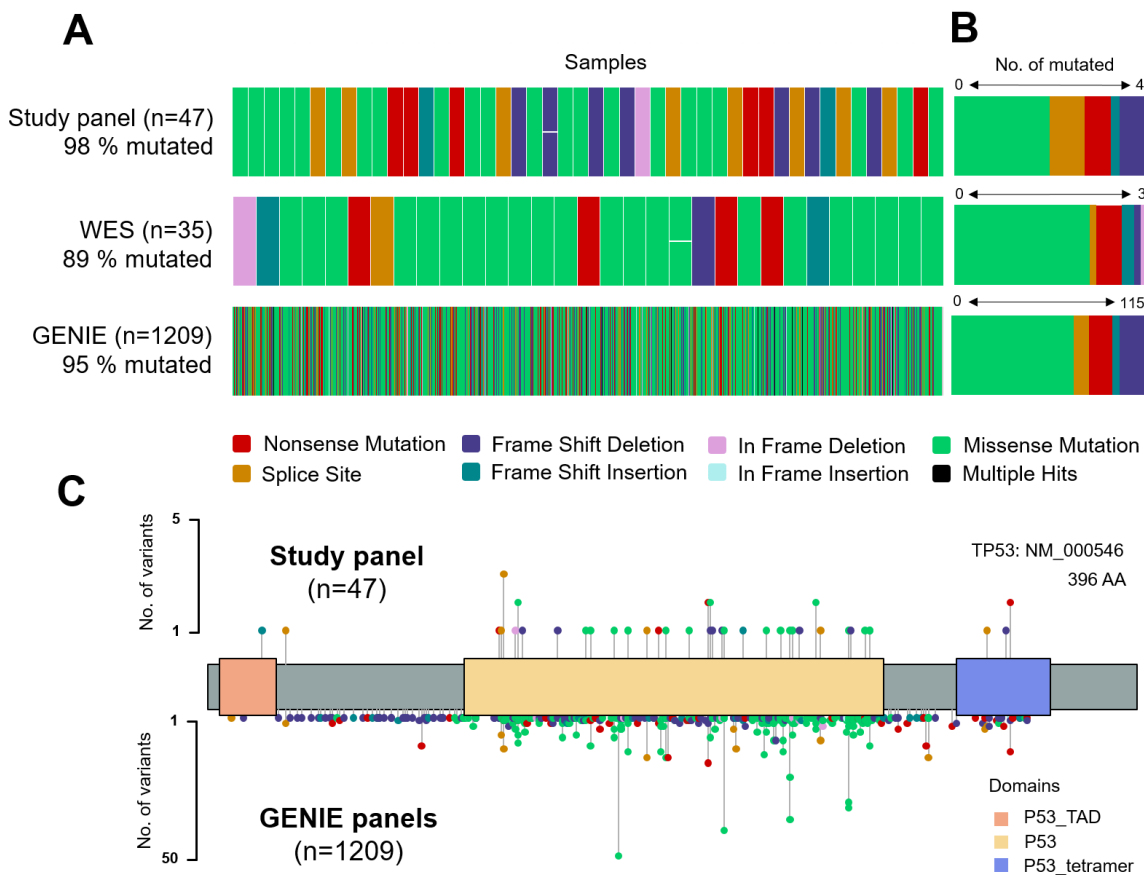 A
B
Samples
No. of mutated
0
4
Study panel (n=47)
98 % mutated
0
3
WES (n=35)
89 % mutated
0
115
GENIE (n=1209)
95 % mutated
Nonsense Mutation
Frame Shift Deletion
In Frame Deletion
Missense Mutation
Splice Site
Frame Shift Insertion
In Frame Insertion
Multiple Hits
C
5
No. of variants
1
Study panel
(n=47)
TP53: NM_000546
396 AA
1
No. of variants
50
GENIE panels
(n=1209)
Domains
P53_TAD
P53
P53_tetramer